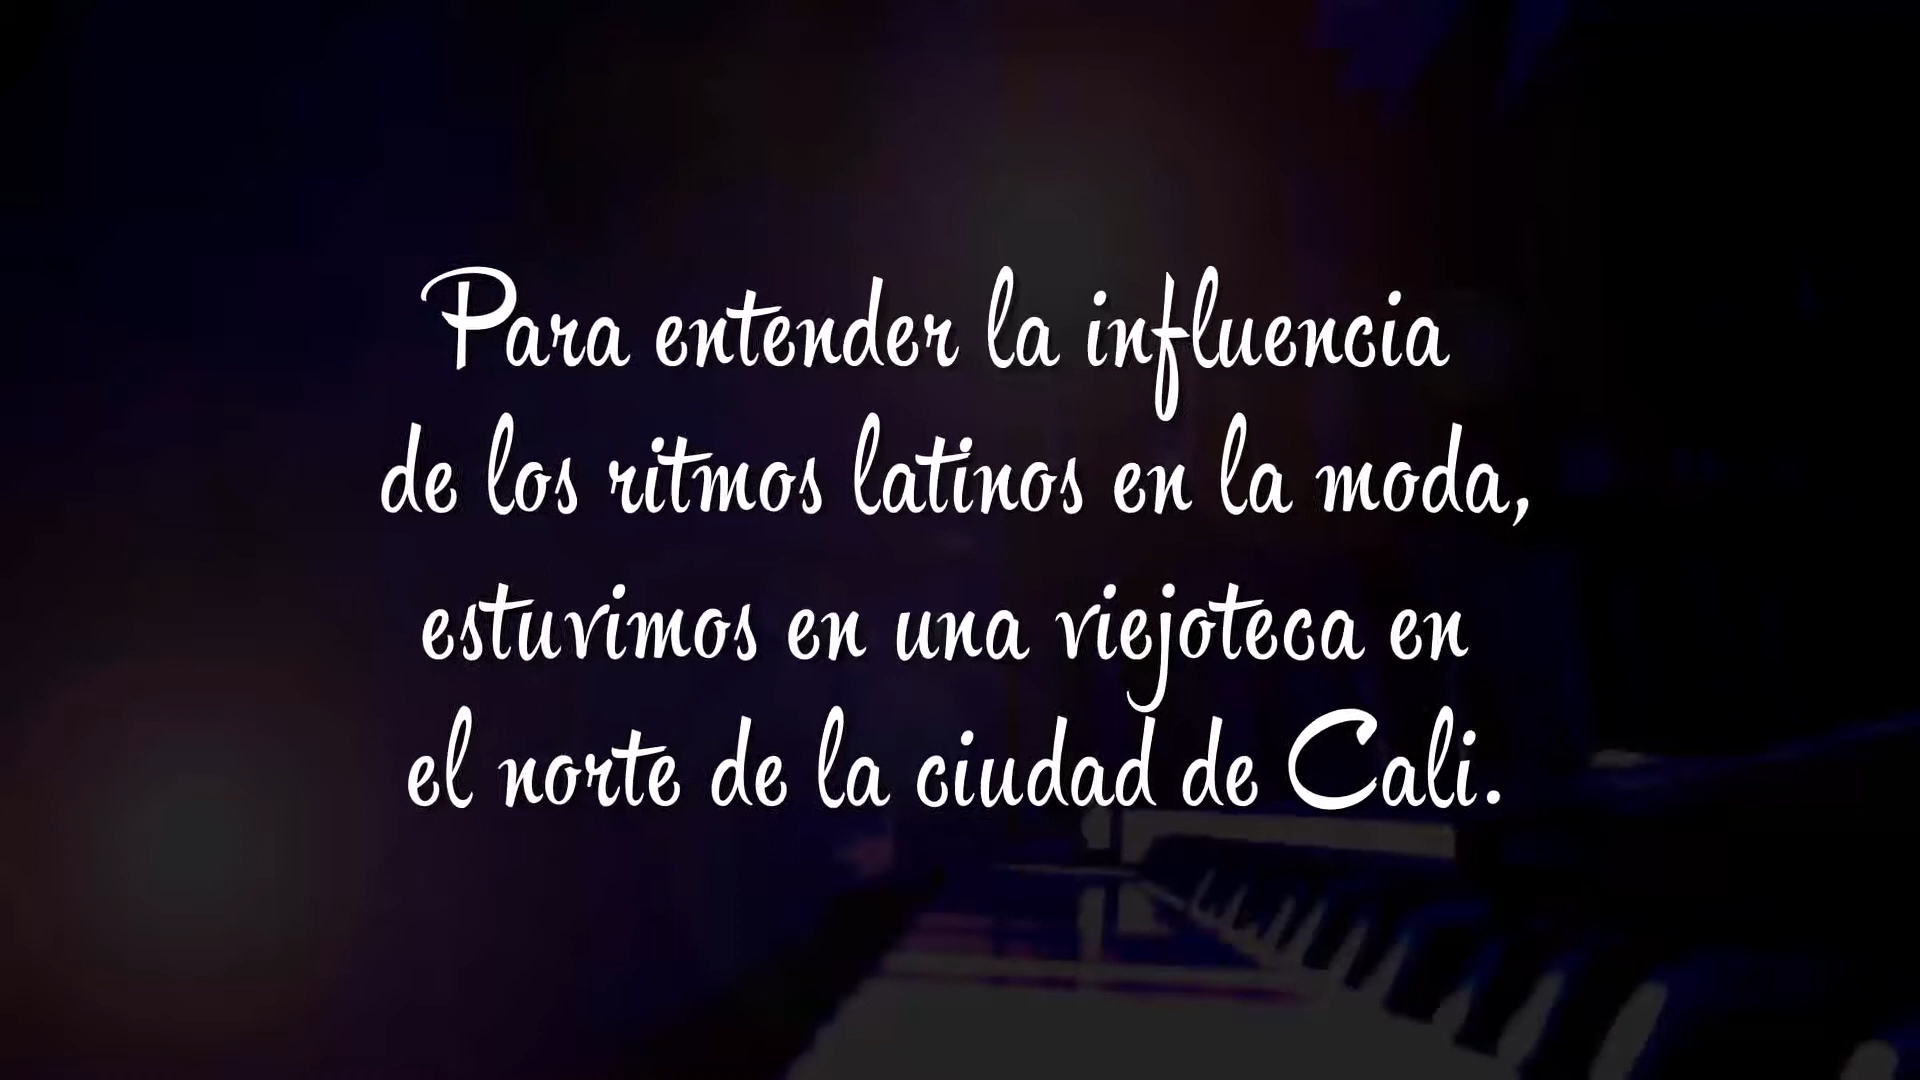 Para entender la influencia
de los ritmos latinos en la moda,
estuvimos en una viejoteca en
el norte de la ciudad de Cali.